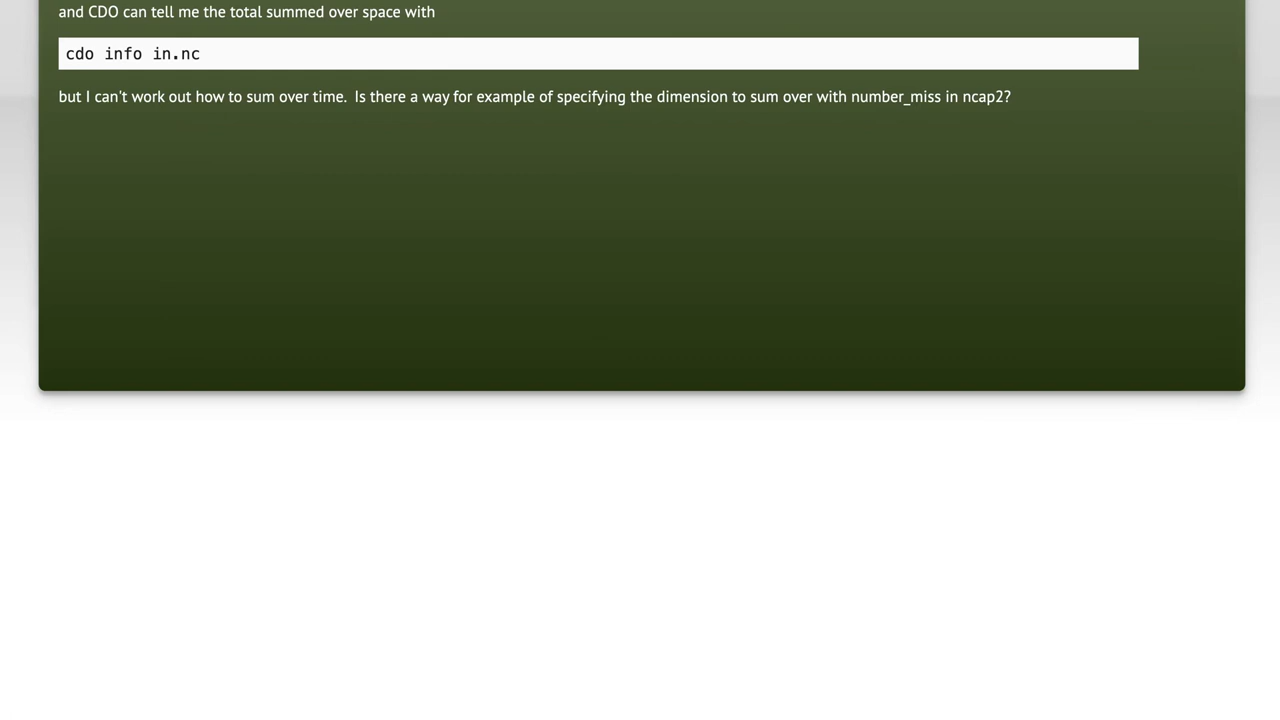 and CDO can tell me the total summed over space with
cdo info in.nc
but I can't work out how to sum over time.  Is there a way for example of specifying the dimension to sum over with number_miss in ncap2?